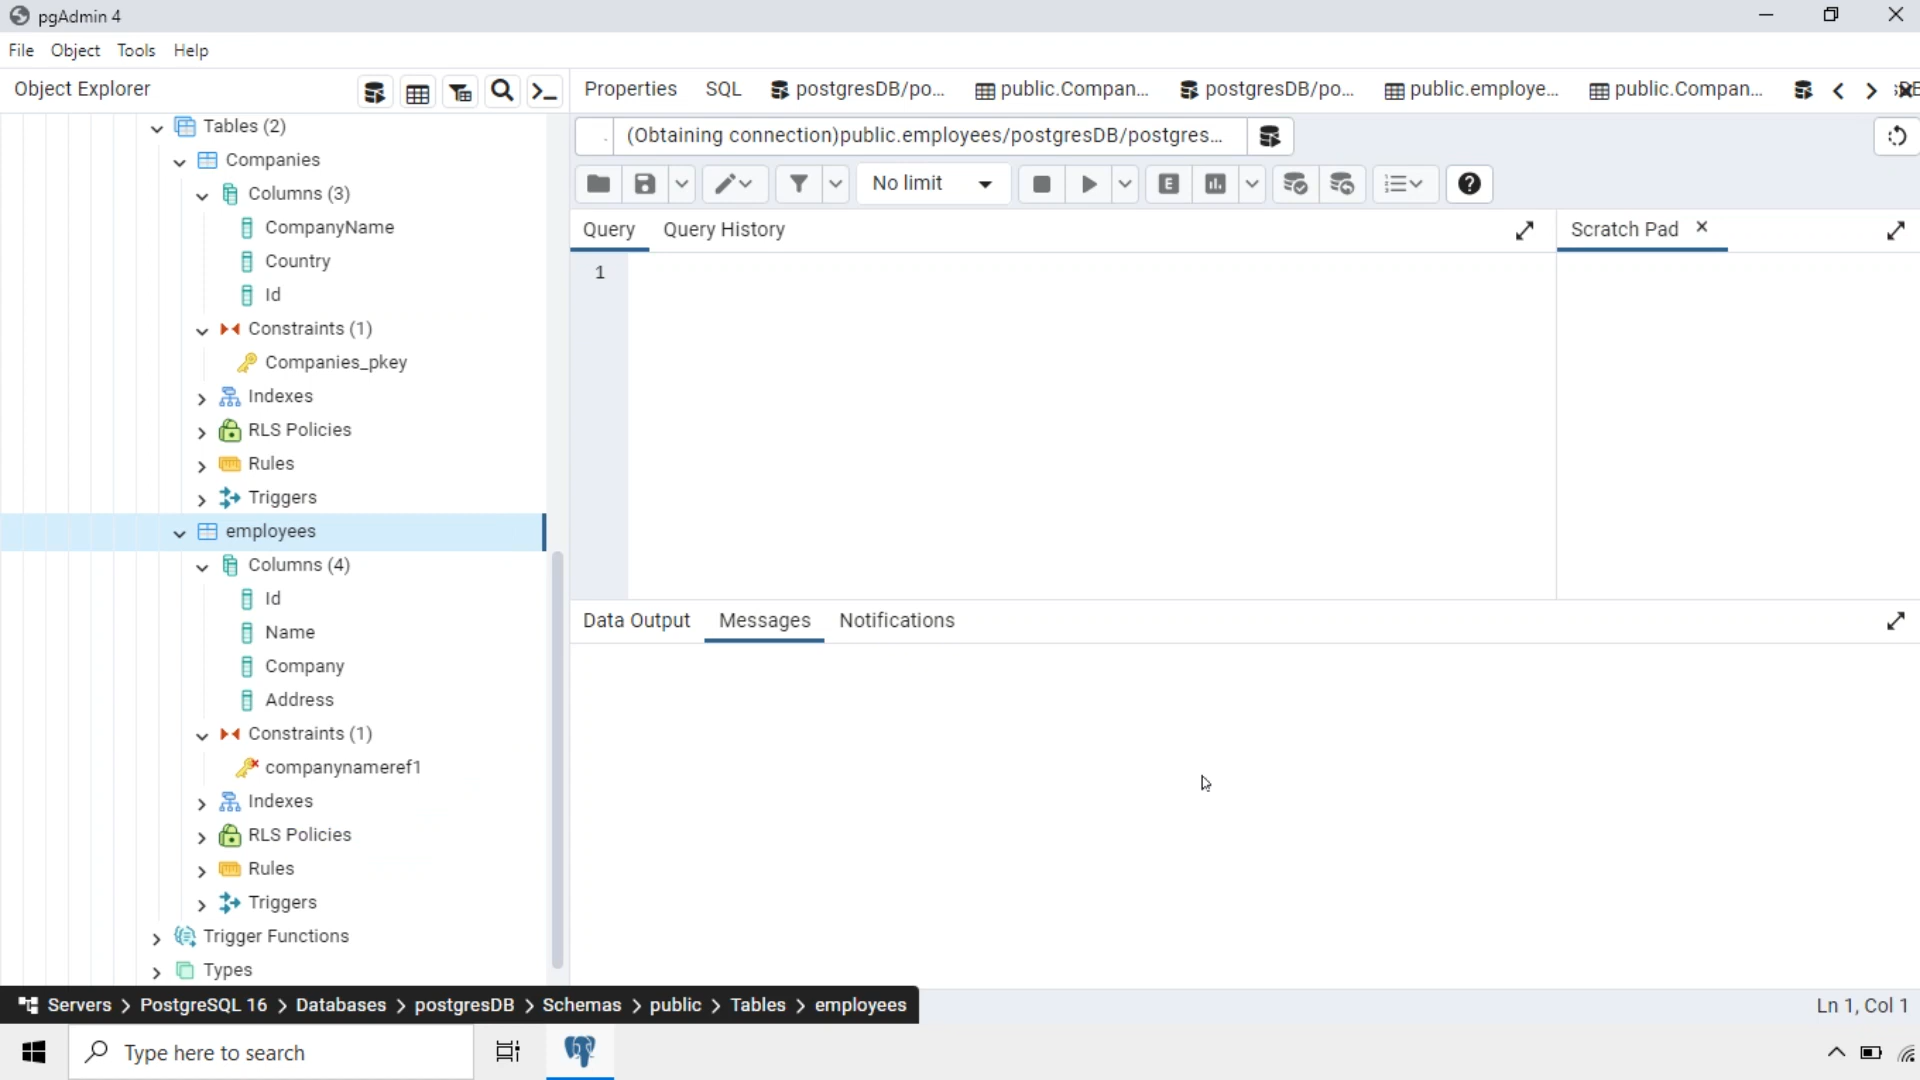 pgAdmin 4
File Object Tools Help
Object Explorer
Properties SQL postgresDB/po... public.Compan... postgresDB/po... public.employe... public.Compan...
(Obtaining connection)public.employees/postgresDB/postgres...
No limit
E
Query Query History
Scratch Pad
1
Tables (2)
Companies
Columns (3)
CompanyName
Country
Id
Constraints (1)
Companies_pkey
Indexes
RLS Policies
Rules
Triggers
employees
Columns (4)
Id
Name
Company
Address
Constraints (1)
companynameref1
Indexes
RLS Policies
Rules
Triggers
Trigger Functions
Types
Data Output Messages Notifications
Servers > PostgreSQL 16 > Databases > postgresDB > Schemas > public > Tables > employees
Ln 1, Col 1
Type here to search